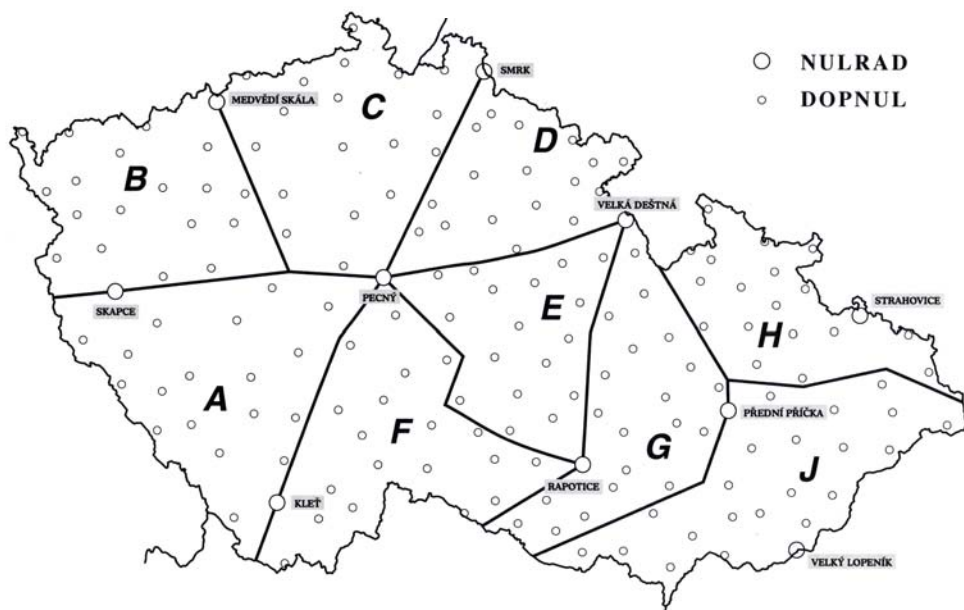 SMRK
NULRAD
MEDVĚDÍ SKÁLA
DOPNUL
C
D
B
VELKÁ DEŠTNÁ
SKAPCE
PECNÝ
E
STRAHOVICE
H
A
PŘEDNÍ PŘÍČKA
F
G
J
RAPOTICE
KLEŤ
VELKÝ LOPENÍK